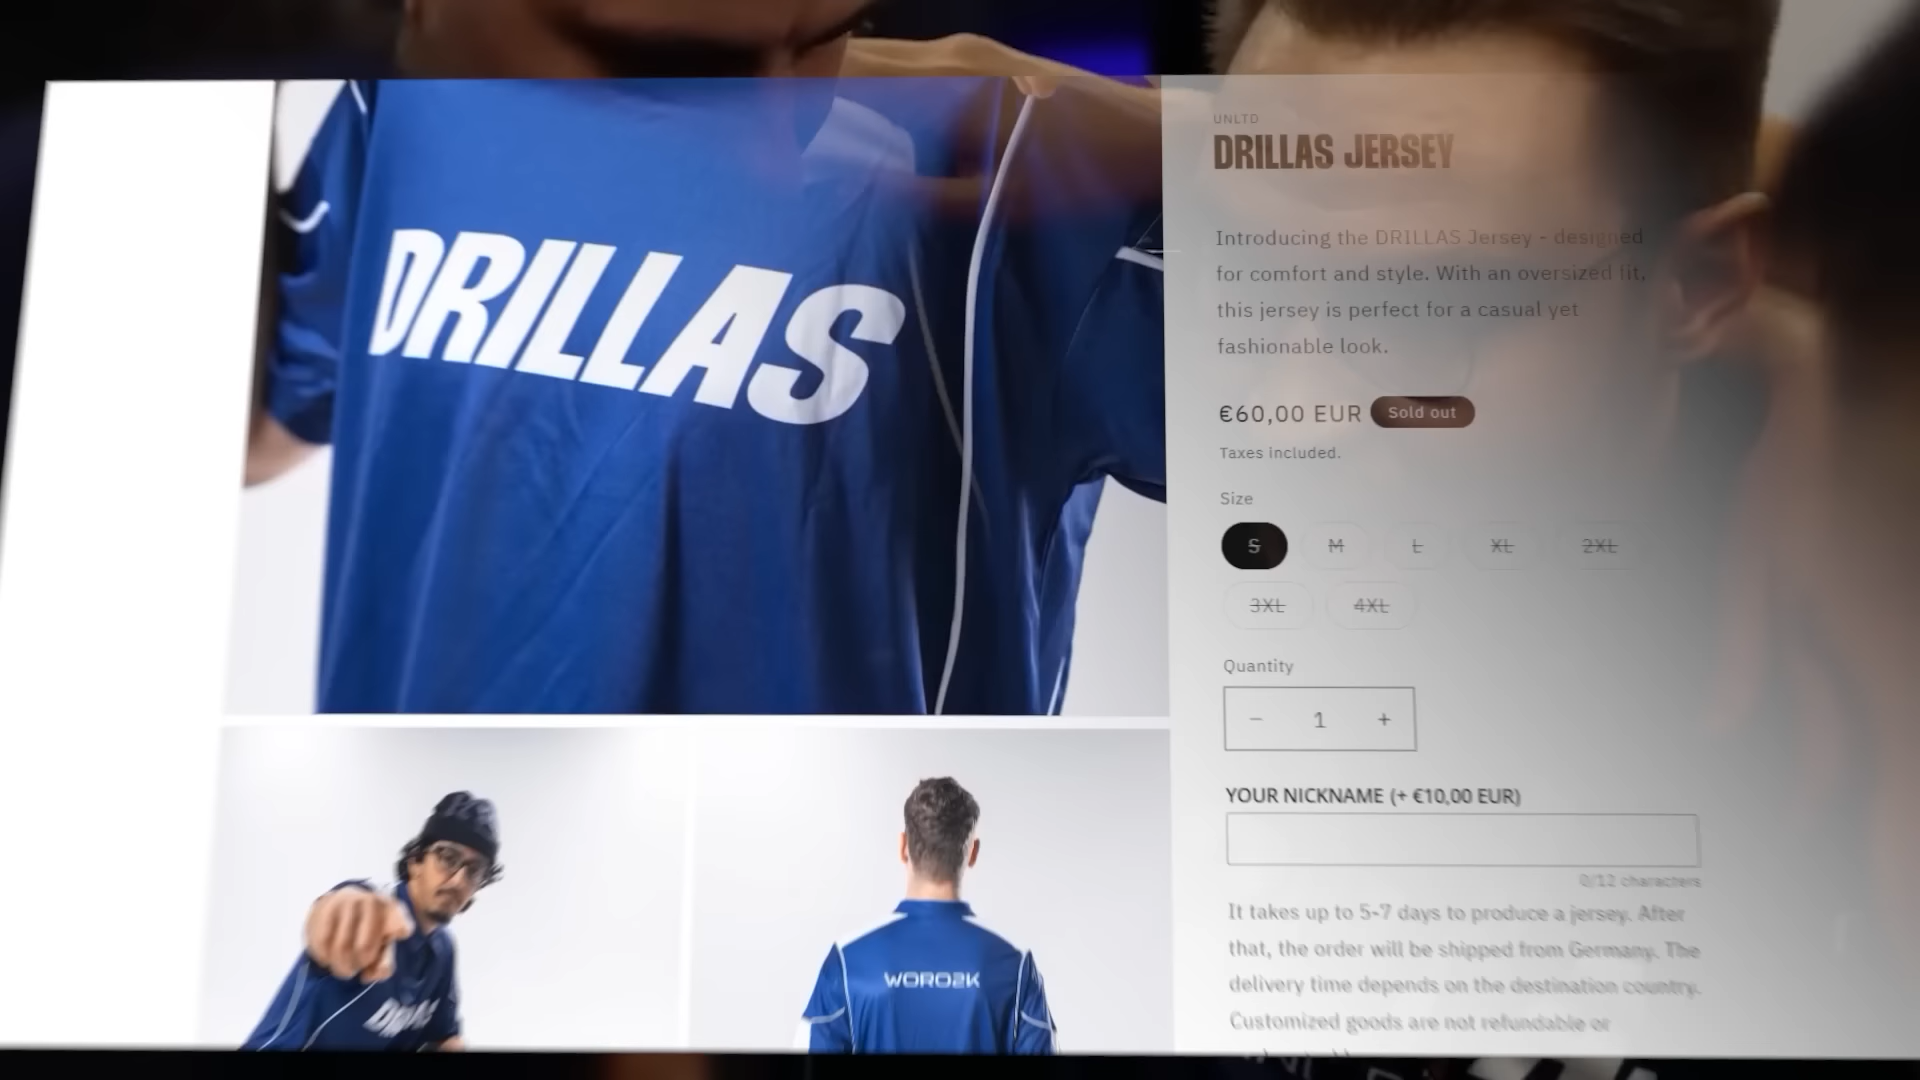 DRILLAS
UNLTD
DRILLAS JERSEY
Introducing the DRILLAS Jersey - designed
for comfort and style. With an oversized fit,
this jersey is perfect for a casual yet
fashionable look.
€60,00 EUR Sold out
Taxes included.
Size
S M L XL 2XL
3XL 4XL
Quantity
− 1 +
YOUR NICKNAME (+ €10,00 EUR)
0/12 characters
It takes up to 5-7 days to produce a jersey. After
that, the order will be shipped from Germany. The
delivery time depends on the destination country.
Customized goods are not refundable or
DRILLAS
WORO2K